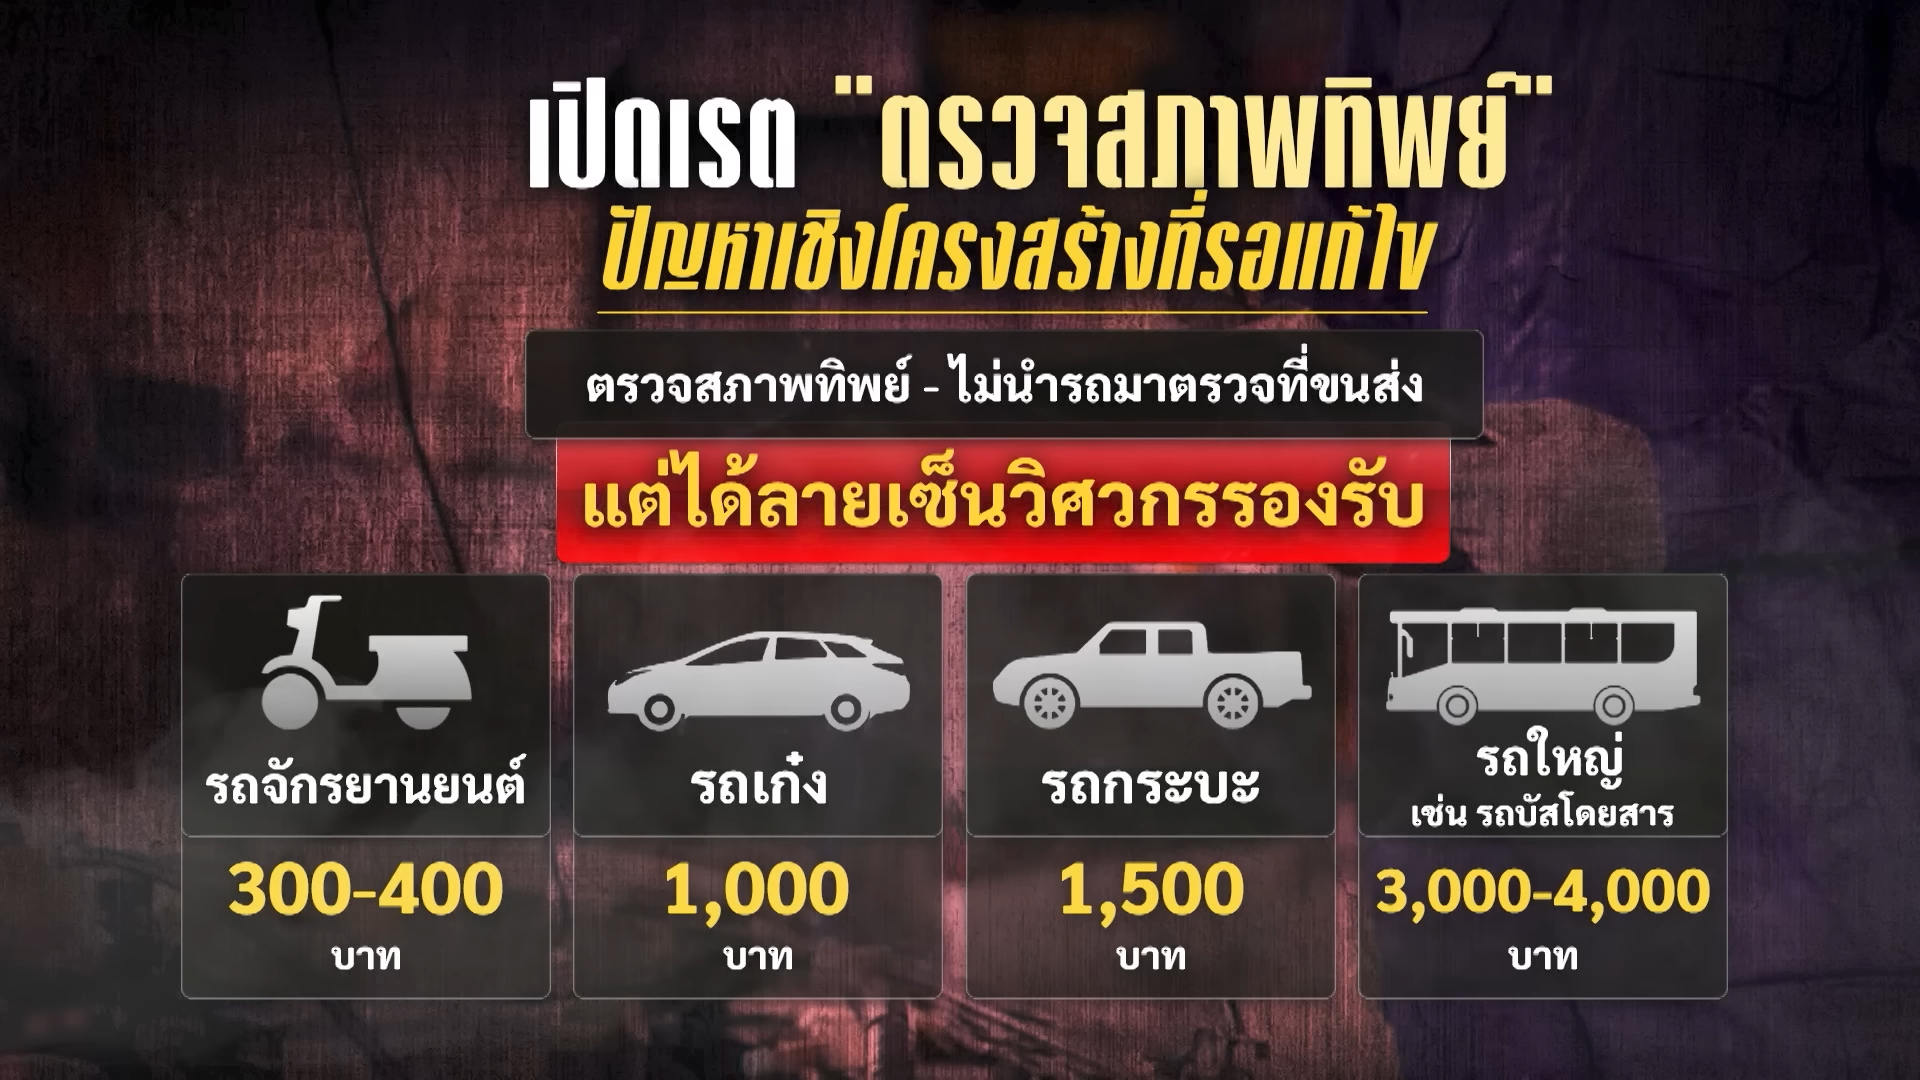 เปิดเรต "ตรวจสภาพทิพย์"
ปัญหาเชิงโครงสร้างที่รอแก้ไข
ตรวจสภาพทิพย์ - ไม่นำรถมาตรวจที่ขนส่ง
แต่ได้ลายเซ็นวิศวกรรองรับ
รถจักรยานยนต์
300-400
บาท
รถเก๋ง
1,000
บาท
รถกระบะ
1,500
บาท
รถใหญ่
เช่น รถบัสโดยสาร
3,000-4,000
บาท